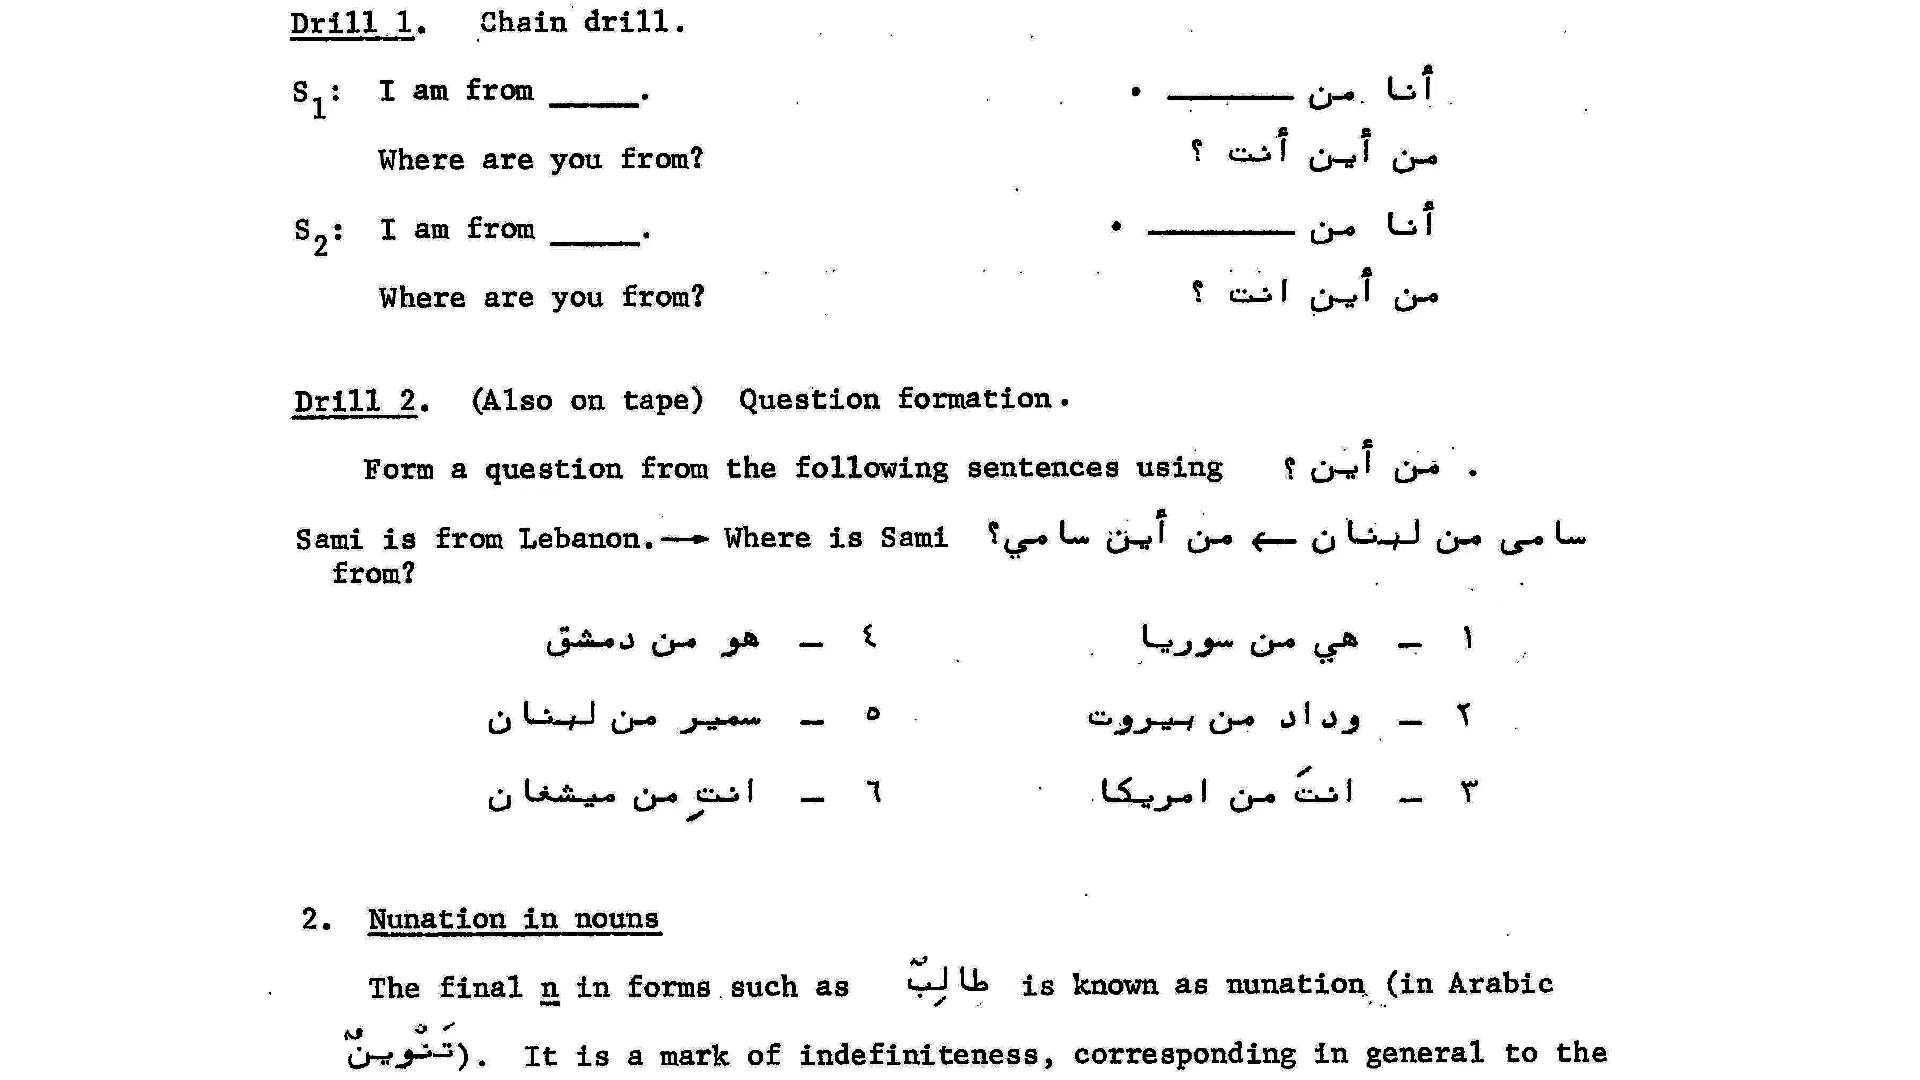 Drill 1. Chain drill.
S1: I am from _____. أنا من _______ .
Where are you from? من أين أنت ؟
S2: I am from _____. أنا من _______ .
Where are you from? من أين انت ؟
Drill 2. (Also on tape) Question formation.
Form a question from the following sentences using من أين ؟ .
Sami is from Lebanon.→ Where is Sami سامى من لبنان ← من أين سامي؟
from?
١ - هي من سوريا ٤ - هو من دمشق
٢ - وداد من بيروت ٥ - سمير من لبنان
٣ - انتَ من امريكا ٦ - انتِ من ميشغان
2. Nunation in nouns
The final n in forms such as طالِبٌ is known as nunation (in Arabic
تَنْوينٌ). It is a mark of indefiniteness, corresponding in general to the